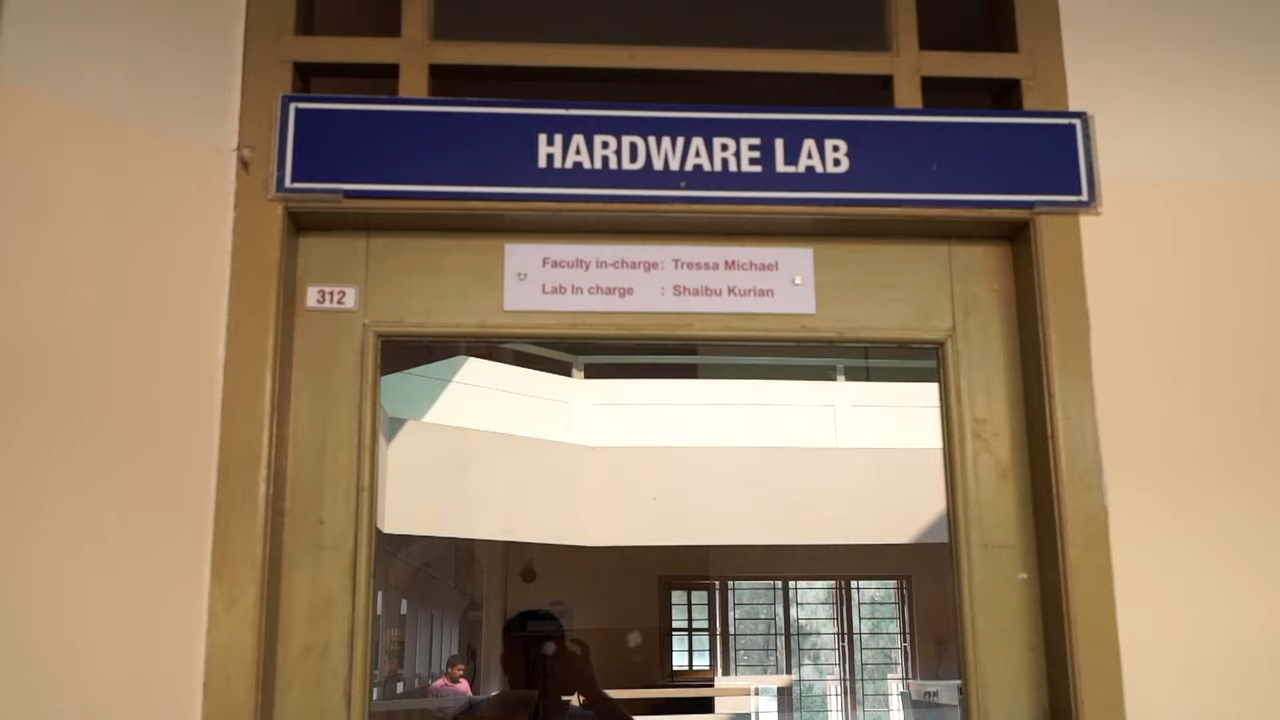 HARDWARE LAB
Faculty in-charge: Tressa Michael
Lab In charge : Shaibu Kurian
312